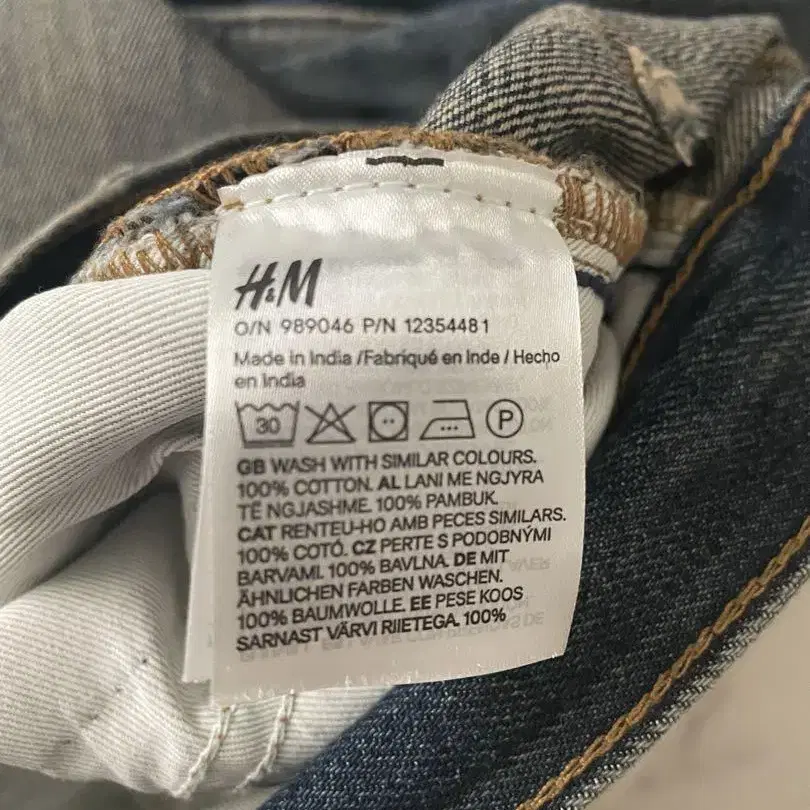 H&M
O/N 989046 P/N 12354481
Made in India /Fabriqué en Inde / Hecho
en India
30 P
GB WASH WITH SIMILAR COLOURS.
100% COTTON. AL LANI ME NGJYRA
TË NGJASHME. 100% PAMBUK.
CAT RENTEU-HO AMB PECES SIMILARS.
100% COTÓ. CZ PERTE S PODOBNÝMI
BARVAMI. 100% BAVLNA. DE MIT
ÄHNLICHEN FARBEN WASCHEN.
100% BAUMWOLLE. EE PESE KOOS
SARNAST VÄRVI RIIETEGA. 100%